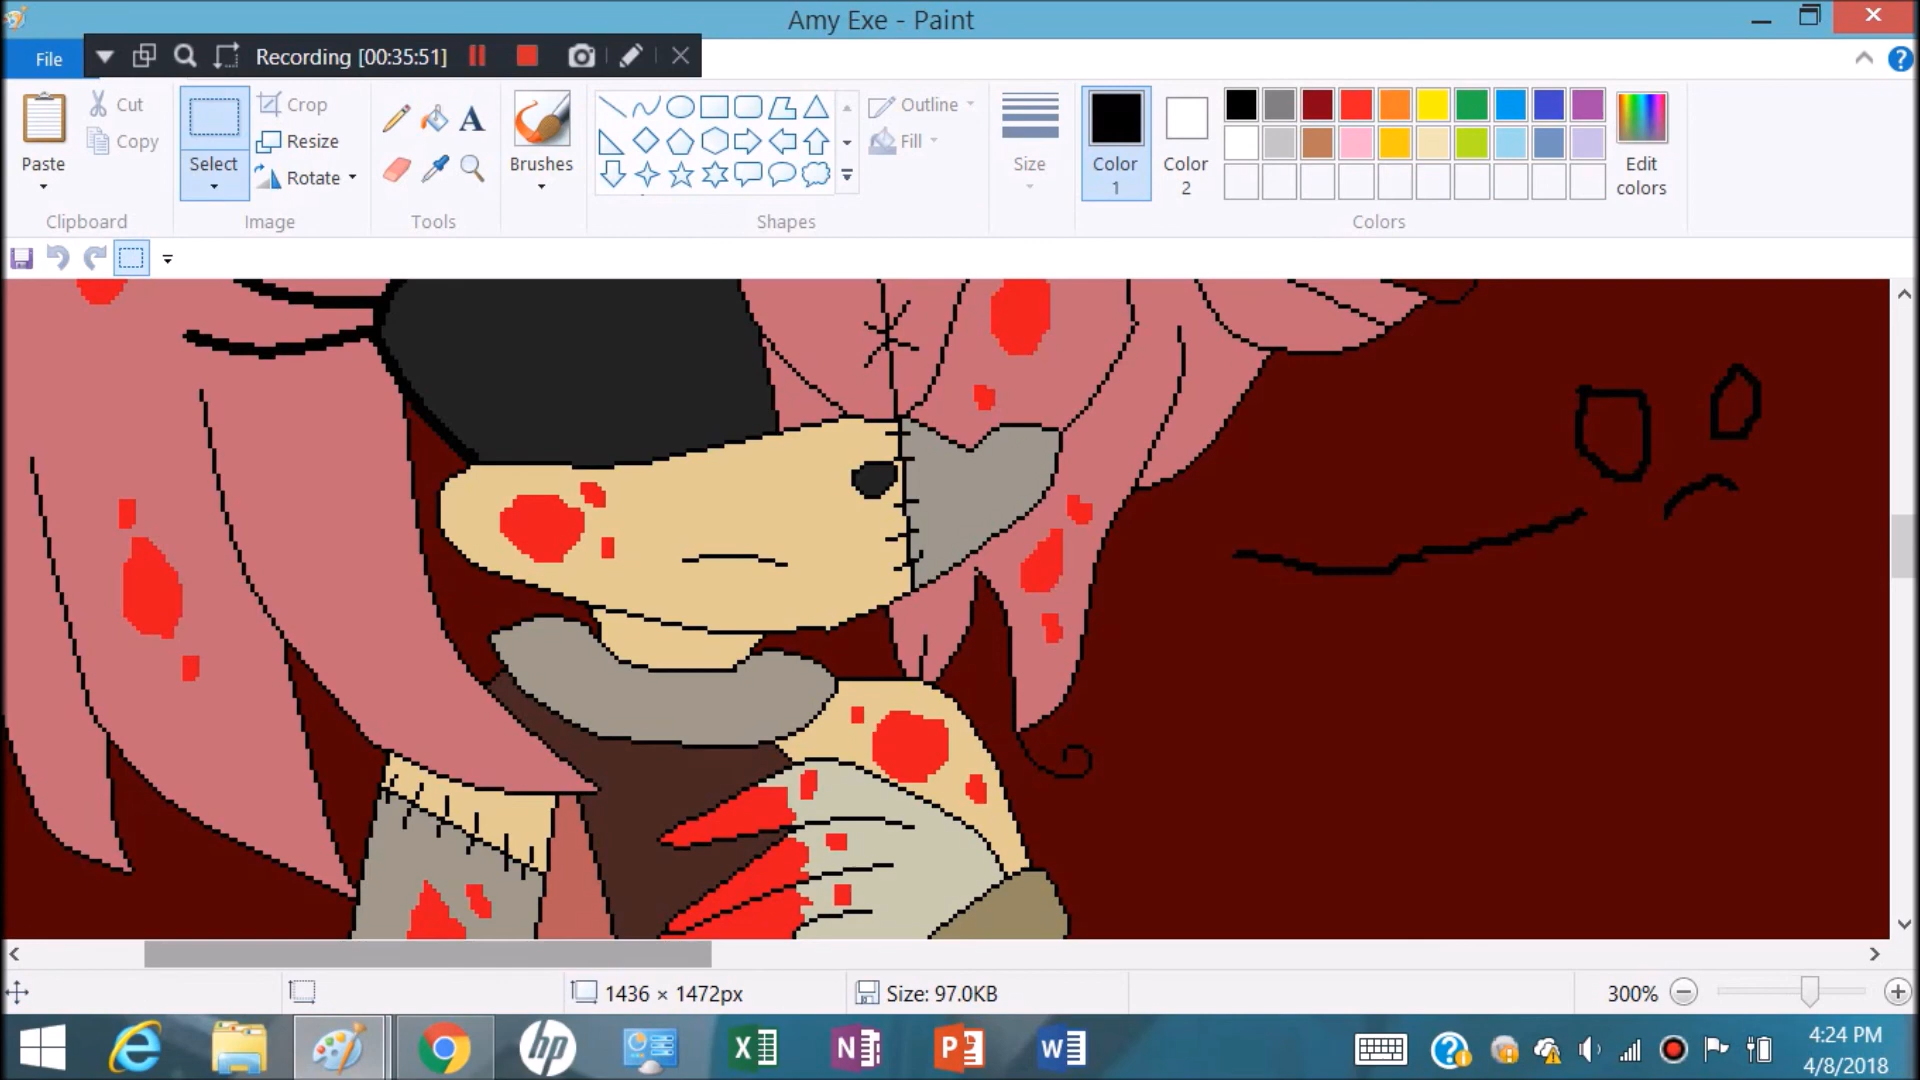 Amy Exe - Paint
File
Recording [00:35:51]
?
Paste
Cut
Copy
Clipboard
Select
Crop
Resize
Rotate
Image
A
Tools
Brushes
Outline
Fill
Shapes
Size
Color
1
Color
2
Edit
colors
Colors
1436 × 1472px
Size: 97.0KB
300%
hp
X
N
P
W
4:24 PM
4/8/2018